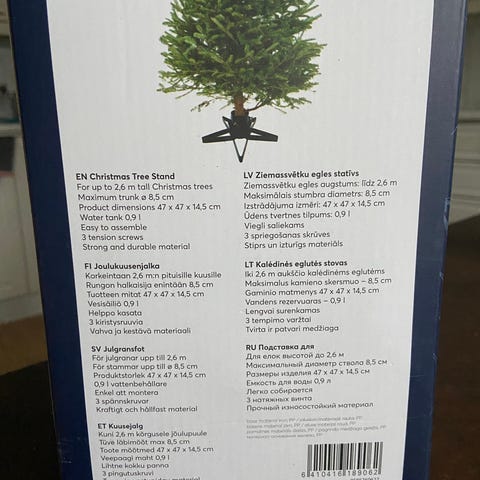 EN Christmas Tree Stand
For up to 2,6 m tall Christmas trees
Maximum trunk ø 8,5 cm
Product dimensions 47 x 47 x 14,5 cm
Water tank 0,9 l
Easy to assemble
3 tension screws
Strong and durable material
FI Joulukuusenjalka
Korkeintaan 2,6 m:n pituisille kuusille
Rungon halkaisija enintään 8,5 cm
Tuotteen mitat 47 x 47 x 14,5 cm
Vesisäiliö 0,9 l
Helppo kasata
3 kiristysruuvia
Vahva ja kestävä materiaali
SV Julgransfot
För julgranar upp till 2,6 m
För stammar upp till ø 8,5 cm
Produktstorlek 47 x 47 x 14,5 cm
0,9 l vattenbehållare
Enkel att montera
3 spännskruvar
Kraftigt och hållfast material
ET Kuusejalg
Kuni 2,6 m kõrgusele jõulupuule
Tüve läbimõõt max 8,5 cm
Toote mõõtmed 47 x 47 x 14,5 cm
Veepaagi maht 0,9 l
Lihtne kokku panna
3 pingutuskruvi
LV Ziemassvētku egles statīvs
Ziemassvētku egles augstums: līdz 2,6 m
Maksimālais stumbra diametrs: 8,5 cm
Izstrādājuma izmēri: 47 x 47 x 14,5 cm
Ūdens tvertnes tilpums: 0,9 l
Viegli saliekams
3 spriegošanas skrūves
Stiprs un izturīgs materiāls
LT Kalėdinės eglutės stovas
Iki 2,6 m aukščio kalėdinėms eglutėms
Maksimalus kamieno skersmuo – 8,5 cm
Gaminio matmenys 47 x 47 x 14,5 cm
Vandens rezervuaras – 0,9 l
Lengvai surenkamas
3 tempimo varžtai
Tvirta ir patvari medžiaga
RU Подставка для
Для елок высотой до 2,6 м
Максимальный диаметр ствола 8,5 см
Размеры изделия 47 x 47 x 14,5 см
Емкость для воды 0,9 л
Легко собирается
3 натяжных винта
Прочный износостойкий материал
6 410416 189062